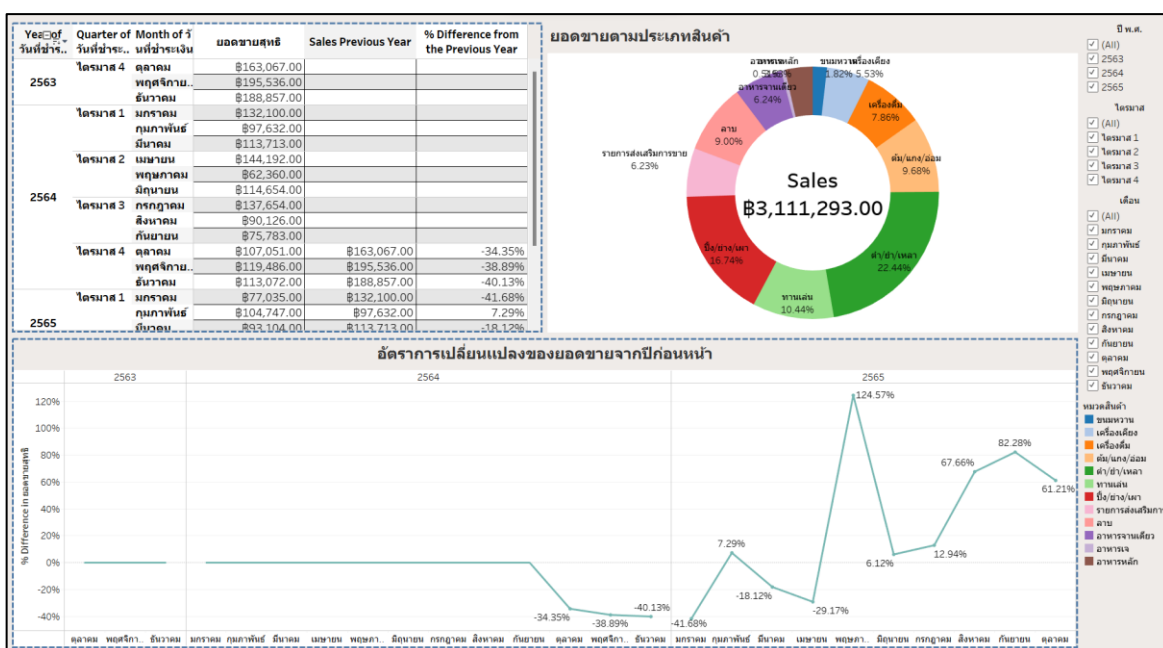 Year of วันที่ชำร.. Quarter of วันที่ชำระ.. Month of วันที่ชำระเงิน ยอดขายสุทธิ Sales Previous Year % Difference from the Previous Year
2563 ไตรมาส 4 ตุลาคม ฿163,067.00
พฤศจิกาย.. ฿195,536.00
ธันวาคม ฿188,857.00
2564 ไตรมาส 1 มกราคม ฿132,100.00
กุมภาพันธ์ ฿97,632.00
มีนาคม ฿113,713.00
ไตรมาส 2 เมษายน ฿144,192.00
พฤษภาคม ฿62,360.00
มิถุนายน ฿114,654.00
ไตรมาส 3 กรกฎาคม ฿137,654.00
สิงหาคม ฿90,126.00
กันยายน ฿75,783.00
ไตรมาส 4 ตุลาคม ฿107,051.00 ฿163,067.00 -34.35%
พฤศจิกาย.. ฿119,486.00 ฿195,536.00 -38.89%
ธันวาคม ฿113,072.00 ฿188,857.00 -40.13%
2565 ไตรมาส 1 มกราคม ฿77,035.00 ฿132,100.00 -41.68%
กุมภาพันธ์ ฿104,747.00 ฿97,632.00 7.29%
มีนาคม ฿93,104.00 ฿113,713.00 -18.12%
ยอดขายตามประเภทสินค้า
ขนมหวาน
1.82%
เครื่องเคียง
5.53%
เครื่องดื่ม
7.86%
ต้ม/แกง/อ่อม
9.68%
ตำ/ยำ/เหลา
22.44%
ทานเล่น
10.44%
ปิ้ง/ย่าง/เผา
16.74%
รายการส่งเสริมการขาย
6.23%
ลาบ
9.00%
อาหารจานเดียว
6.24%
Sales
฿3,111,293.00
ปี พ.ศ.
(All)
2563
2564
2565
ไตรมาส
(All)
ไตรมาส 1
ไตรมาส 2
ไตรมาส 3
ไตรมาส 4
เดือน
(All)
มกราคม
กุมภาพันธ์
มีนาคม
เมษายน
พฤษภาคม
มิถุนายน
กรกฎาคม
สิงหาคม
กันยายน
ตุลาคม
พฤศจิกายน
ธันวาคม
หมวดสินค้า
ขนมหวาน
เครื่องเคียง
เครื่องดื่ม
ต้ม/แกง/อ่อม
ตำ/ยำ/เหลา
ทานเล่น
ปิ้ง/ย่าง/เผา
รายการส่งเสริมกา
ลาบ
อาหารจานเดียว
อาหารเจ
อาหารหลัก
อัตราการเปลี่ยนแปลงของยอดขายจากปีก่อนหน้า
2563 2564 2565
% Difference in ยอดขายสุทธิ
120%
100%
80%
60%
40%
20%
0%
-20%
-40%
-34.35%
-38.89%
-40.13%
-41.68%
7.29%
-18.12%
-29.17%
124.57%
6.12%
12.94%
67.66%
82.28%
61.21%
ตุลาคม พฤศจิกา.. ธันวาคม มกราคม กุมภาพันธ์ มีนาคม เมษายน พฤษภา.. มิถุนายน กรกฎาคม สิงหาคม กันยายน ตุลาคม พฤศจิกา.. ธันวาคม มกราคม กุมภาพันธ์ มีนาคม เมษายน พฤษภา.. มิถุนายน กรกฎาคม สิงหาคม กันยายน ตุลาคม